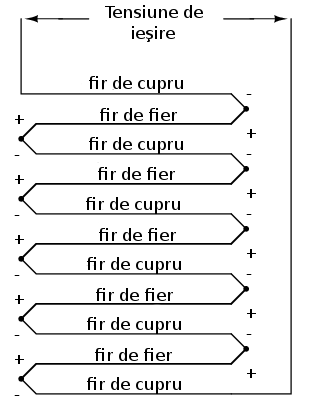 Tensiune de
ieşire
fir de cupru
-
+
fir de fier
-
fir de cupru
+
-
+
fir de fier
-
fir de cupru
+
-
+
fir de fier
-
fir de cupru
+
-
+
fir de fier
-
fir de cupru
+
-
+
fir de fier
-
fir de cupru
+